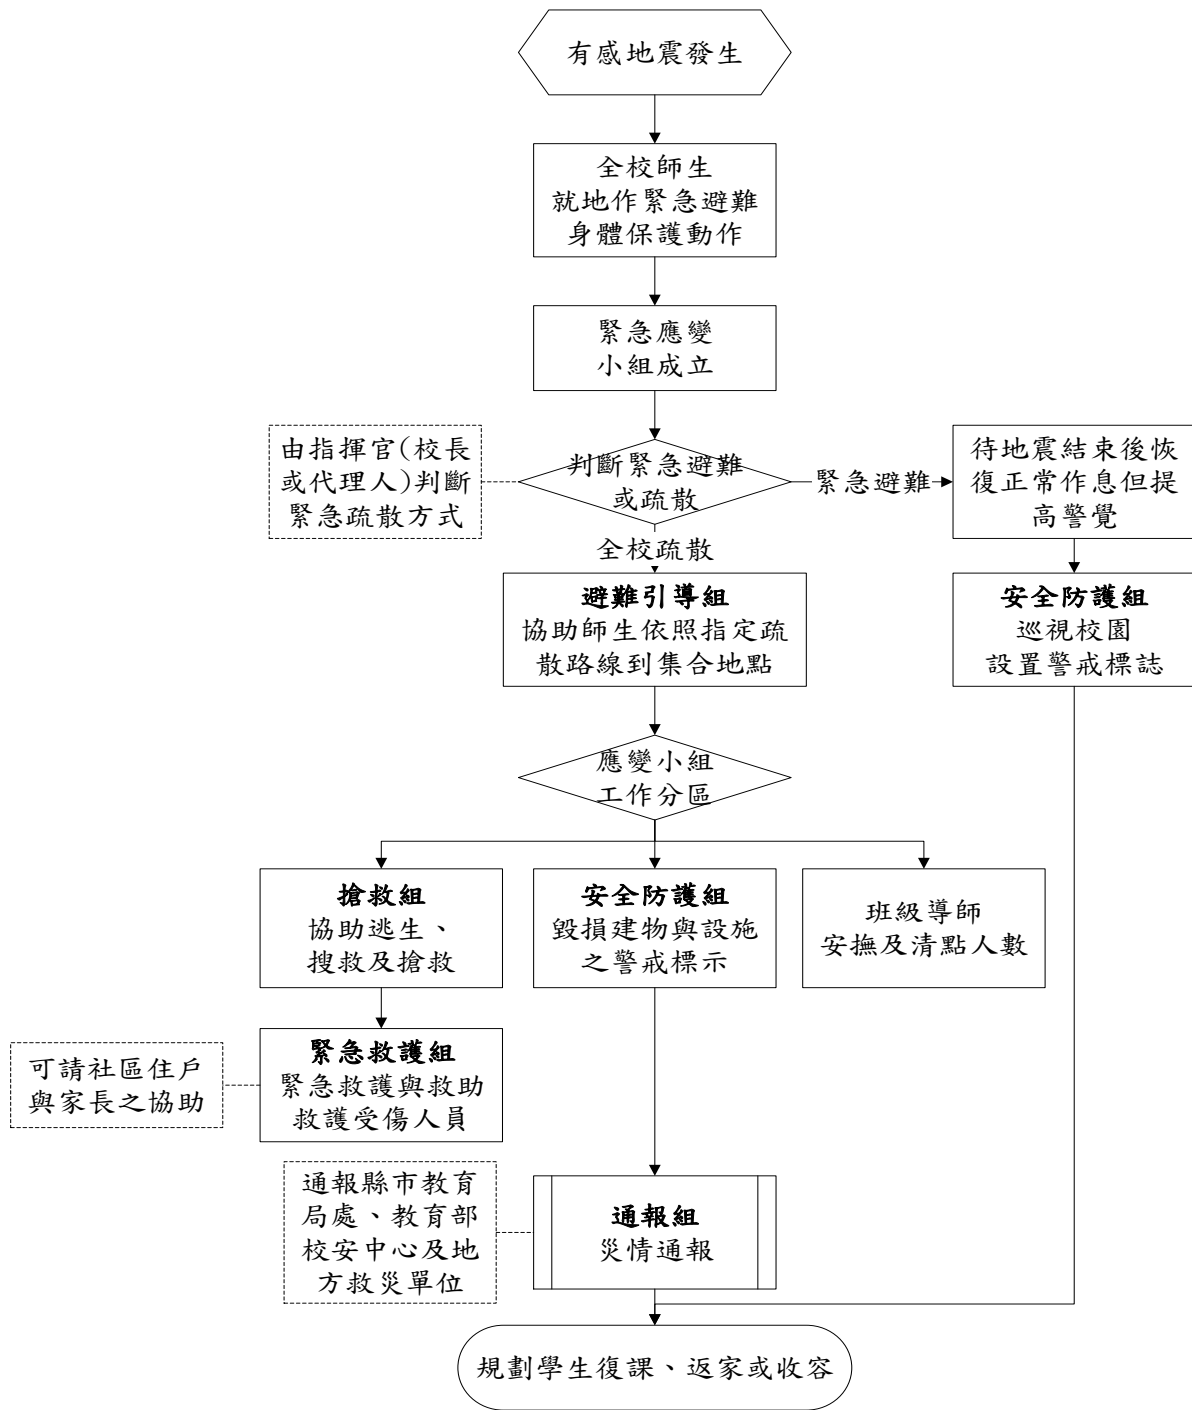 有感地震發生
全校師生
就地作緊急避難
身體保護動作
緊急應變
小組成立
由指揮官(校長
或代理人)判斷
緊急疏散方式
判斷緊急避難
或疏散
緊急避難
待地震結束後恢
復正常作息但提
高警覺
全校疏散
避難引導組
協助師生依照指定疏
散路線到集合地點
安全防護組
巡視校園
設置警戒標誌
應變小組
工作分區
搶救組
協助逃生、
搜救及搶救
安全防護組
毀損建物與設施
之警戒標示
班級導師
安撫及清點人數
可請社區住戶
與家長之協助
緊急救護組
緊急救護與救助
救護受傷人員
通報縣市教育
局處、教育部
校安中心及地
方救災單位
通報組
災情通報
規劃學生復課、返家或收容